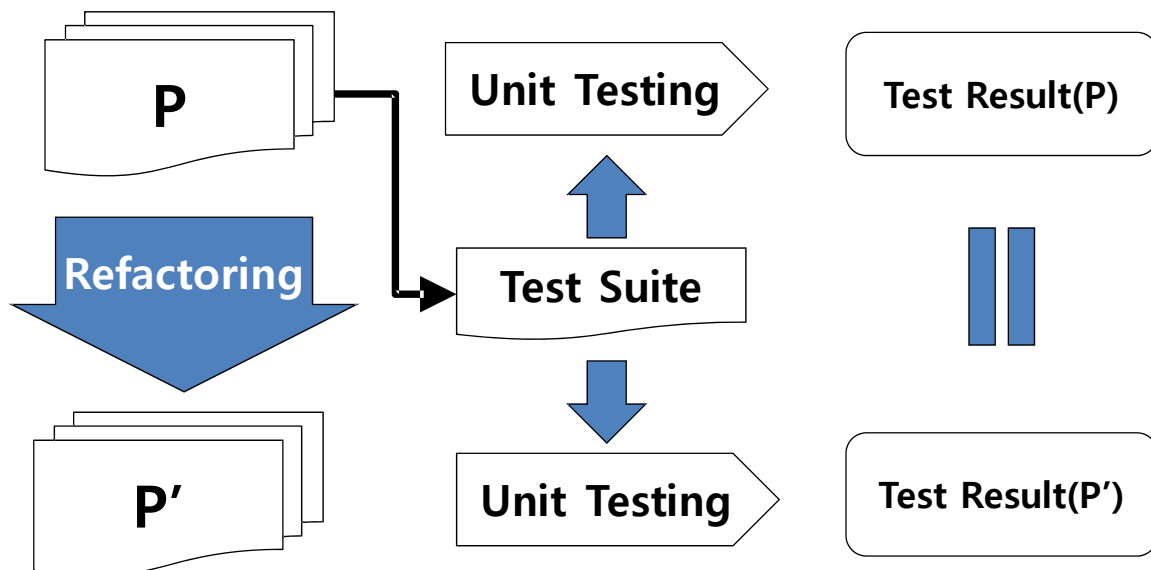 P
Unit Testing
Test Result(P)
Refactoring
Test Suite
P’
Unit Testing
Test Result(P’)